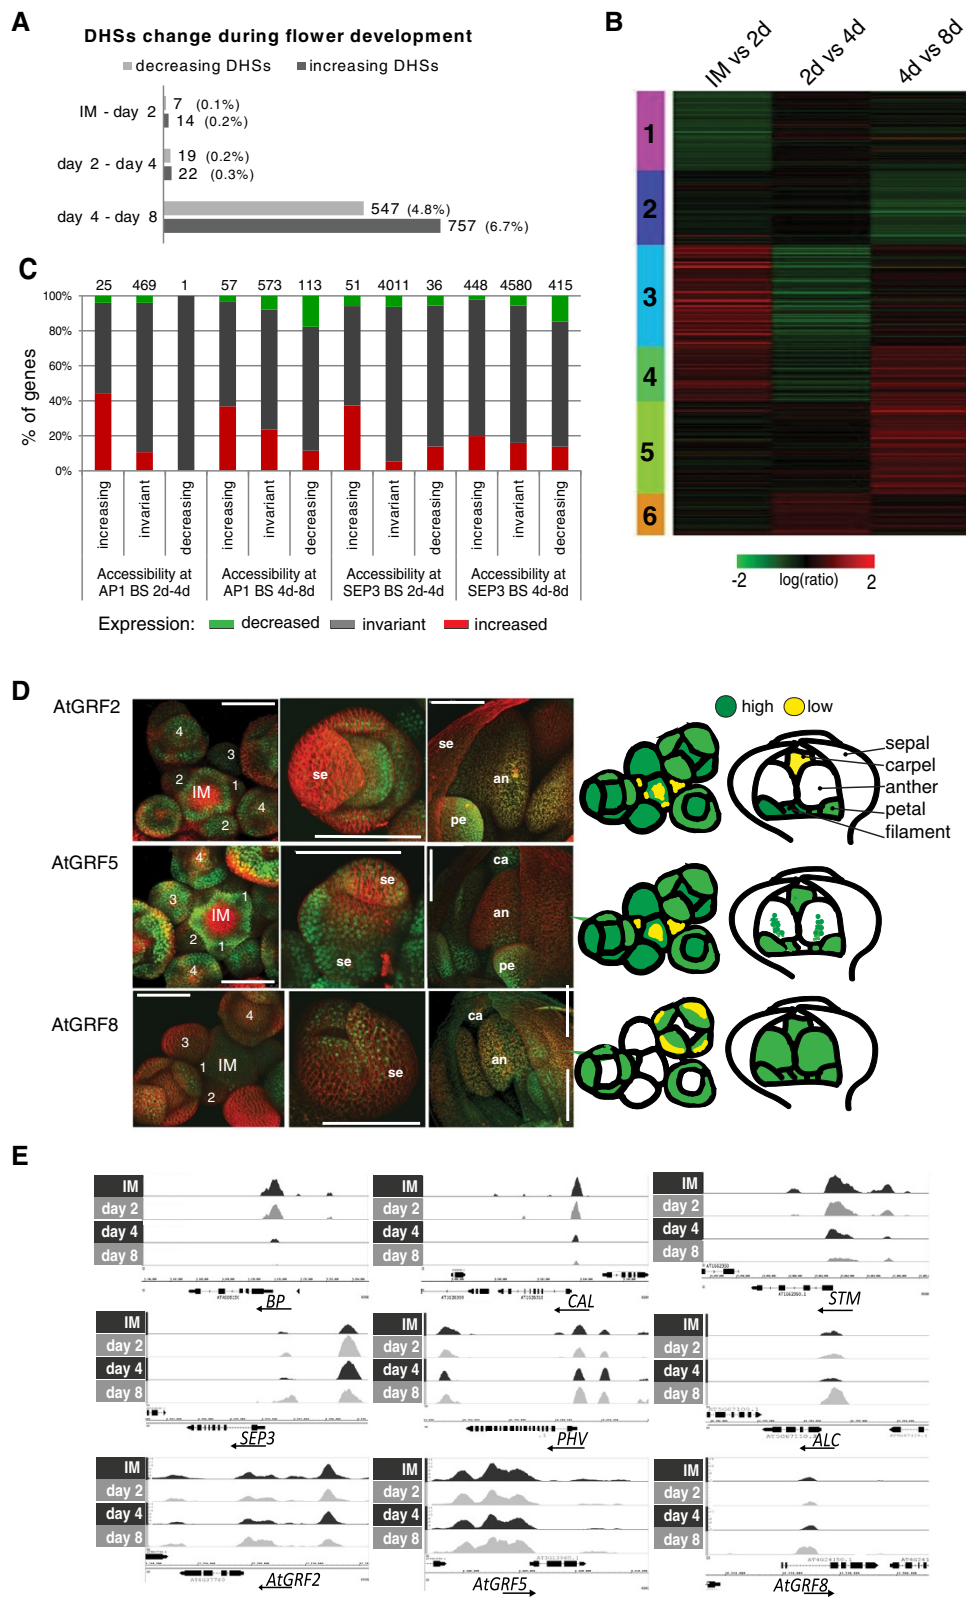 A
DHSs change during flower development
decreasing DHSs increasing DHSs
IM - day 2
7 (0.1%)
14 (0.2%)
day 2 - day 4
19 (0.2%)
22 (0.3%)
day 4 - day 8
547 (4.8%)
757 (6.7%)
B
IM vs 2d
2d vs 4d
4d vs 8d
1
2
3
4
5
6
-2 log(ratio) 2
C
25 469 1 57 573 113 51 4011 36 448 4580 415
100%
80%
60%
40%
20%
0%
% of genes
increasing invariant decreasing increasing invariant decreasing increasing invariant decreasing increasing invariant decreasing
Accessibility at AP1 BS 2d-4d
Accessibility at AP1 BS 4d-8d
Accessibility at SEP3 BS 2d-4d
Accessibility at SEP3 BS 4d-8d
Expression: decreased invariant increased
D
high low
AtGRF2
4 3 2 1 IM 4 2
se
se an pe
sepal
carpel
anther
petal
filament
AtGRF5
4 3 1 IM 2 1 4
se se
ca an pe
AtGRF8
4 3 1 IM 2
se
ca an
E
IM
day 2
day 4
day 8
BP
IM
day 2
day 4
day 8
CAL
IM
day 2
day 4
day 8
STM
IM
day 2
day 4
day 8
SEP3
IM
day 2
day 4
day 8
PHV
IM
day 2
day 4
day 8
ALC
IM
day 2
day 4
day 8
AtGRF2
IM
day 2
day 4
day 8
AtGRF5
IM
day 2
day 4
day 8
AtGRF8